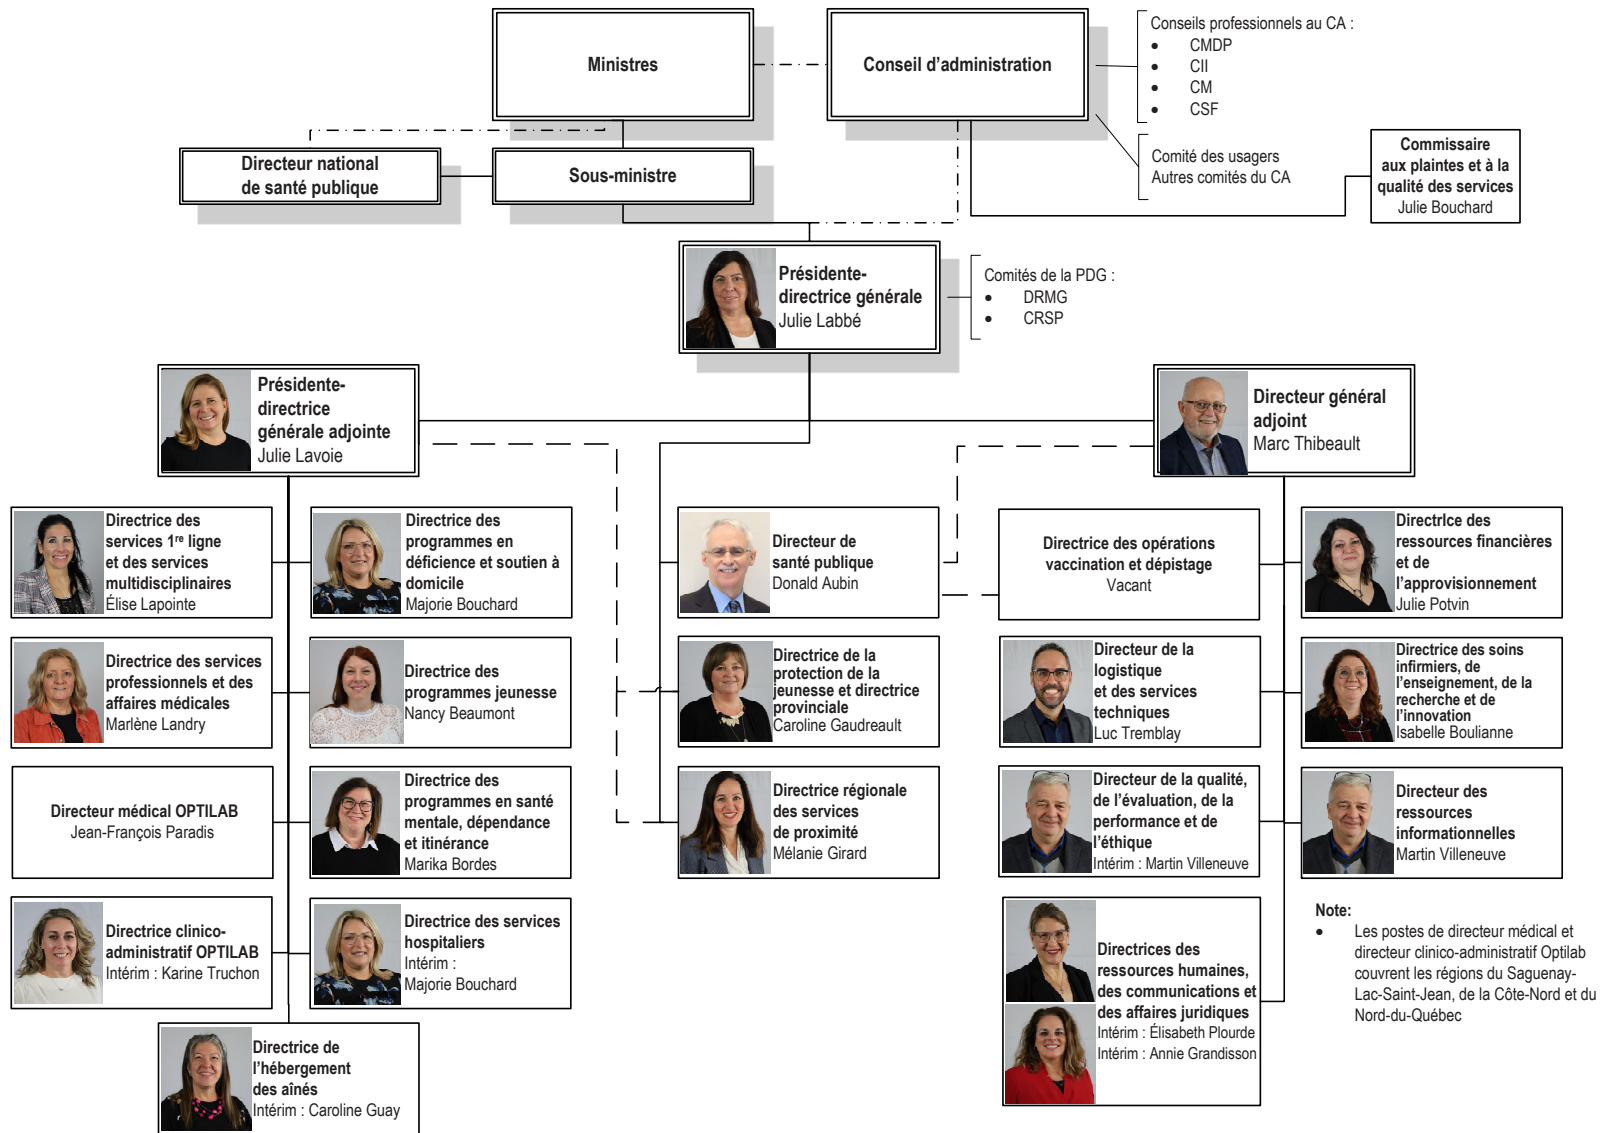 Ministres
Conseil d'administration
Conseils professionnels au CA :
• CMDP
• CII
• CM
• CSF
Comité des usagers
Autres comités du CA
Commissaire
aux plaintes et à la
qualité des services
Julie Bouchard
Directeur national
de santé publique
Sous-ministre
Présidente-
directrice générale
Julie Labbé
Comités de la PDG :
• DRMG
• CRSP
Présidente-
directrice
générale adjointe
Julie Lavoie
Directeur général
adjoint
Marc Thibeault
Directrice des
services 1re ligne
et des services
multidisciplinaires
Élise Lapointe
Directrice des
programmes en
déficience et soutien à
domicile
Majorie Bouchard
Directeur de
santé publique
Donald Aubin
Directrice des opérations
vaccination et dépistage
Vacant
DirectrIce des
ressources financières
et de
l'approvisionnement
Julie Potvin
Directrice des services
professionnels et des
affaires médicales
Marlène Landry
Directrice des
programmes jeunesse
Nancy Beaumont
Directrice de la
protection de la
jeunesse et directrice
provinciale
Caroline Gaudreault
Directeur de la
logistique
et des services
techniques
Luc Tremblay
Directrice des soins
infirmiers, de
l'enseignement, de la
recherche et de
l'innovation
Isabelle Boulianne
Directeur médical OPTILAB
Jean-François Paradis
Directrice des
programmes en santé
mentale, dépendance
et itinérance
Marika Bordes
Directrice régionale
des services
de proximité
Mélanie Girard
Directeur de la qualité,
de l'évaluation, de la
performance et de
l'éthique
Intérim : Martin Villeneuve
Directeur des
ressources
informationnelles
Martin Villeneuve
Directrice clinico-
administratif OPTILAB
Intérim : Karine Truchon
Directrice des services
hospitaliers
Intérim :
Majorie Bouchard
Directrices des
ressources humaines,
des communications et
des affaires juridiques
Intérim : Élisabeth Plourde
Intérim : Annie Grandisson
Note:
• Les postes de directeur médical et
directeur clinico-administratif Optilab
couvrent les régions du Saguenay-
Lac-Saint-Jean, de la Côte-Nord et du
Nord-du-Québec
Directrice de
l'hébergement
des aînés
Intérim : Caroline Guay